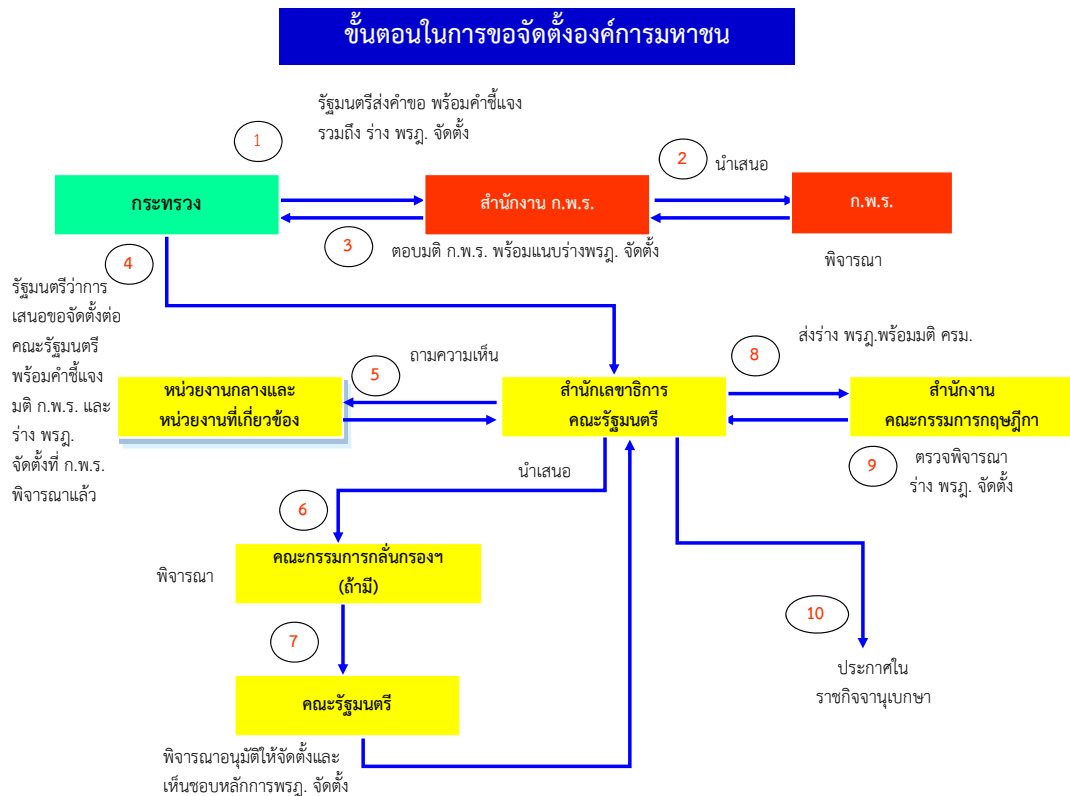 ขั้นตอนในการขอจัดตั้งองค์การมหาชน
รัฐมนตรีส่งคำขอ พร้อมคำชี้แจง
รวมถึง ร่าง พรฎ. จัดตั้ง
1
2
นำเสนอ
กระทรวง
สำนักงาน ก.พ.ร.
ก.พ.ร.
3
ตอบมติ ก.พ.ร. พร้อมแนบร่างพรฎ. จัดตั้ง
พิจารณา
4
รัฐมนตรีว่าการ
เสนอขอจัดตั้งต่อ
คณะรัฐมนตรี
พร้อมคำชี้แจง
มติ ก.พ.ร. และ
ร่าง พรฎ.
จัดตั้งที่ ก.พ.ร.
พิจารณาแล้ว
ถามความเห็น
5
หน่วยงานกลางและ
หน่วยงานที่เกี่ยวข้อง
สำนักเลขาธิการ
คณะรัฐมนตรี
8
ส่งร่าง พรฎ.พร้อมมติ ครม.
สำนักงาน
คณะกรรมการกฤษฎีกา
9
ตรวจพิจารณา
ร่าง พรฎ. จัดตั้ง
นำเสนอ
6
คณะกรรมการกลั่นกรองฯ
(ถ้ามี)
พิจารณา
7
คณะรัฐมนตรี
พิจารณาอนุมัติให้จัดตั้งและ
เห็นชอบหลักการพรฎ. จัดตั้ง
10
ประกาศใน
ราชกิจจานุเบกษา